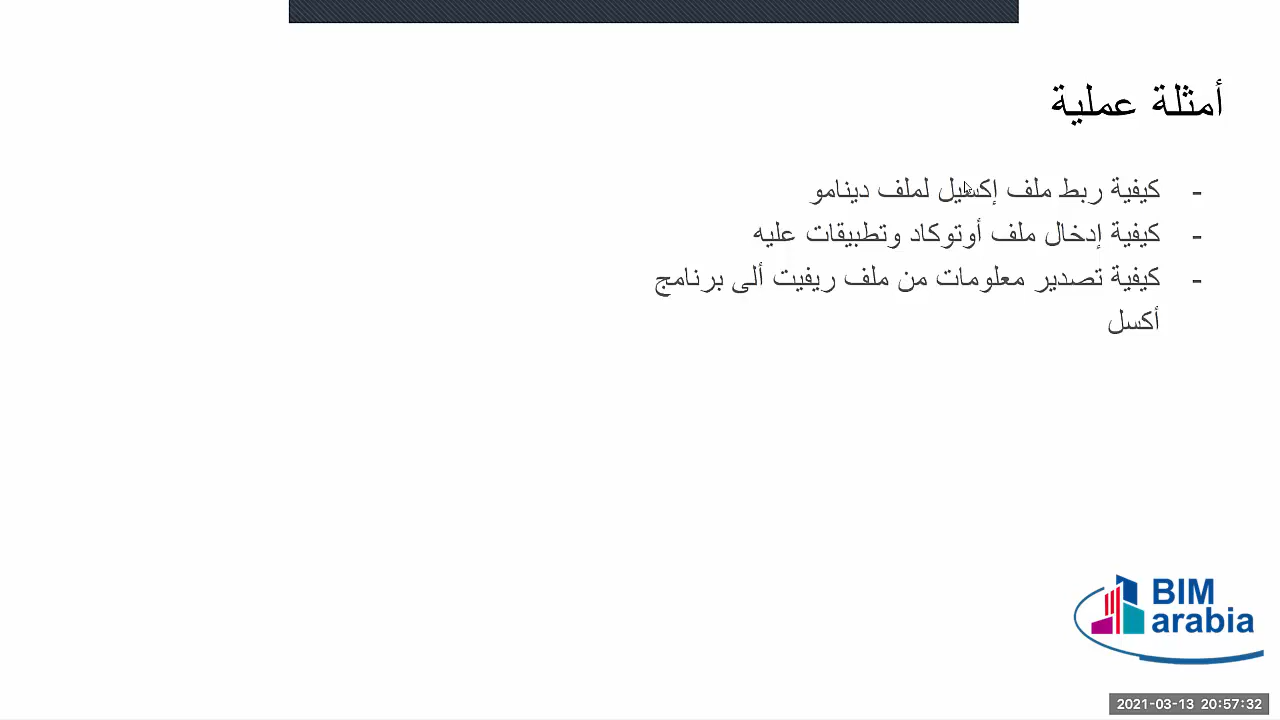 أمثلة عملية
- كيفية ربط ملف إكسيل لملف دينامو
- كيفية إدخال ملف أوتوكاد وتطبيقات عليه
- كيفية تصدير معلومات من ملف ريفيت ألى برنامج
أكسل
BIM
arabia
2021-03-13 20:57:32